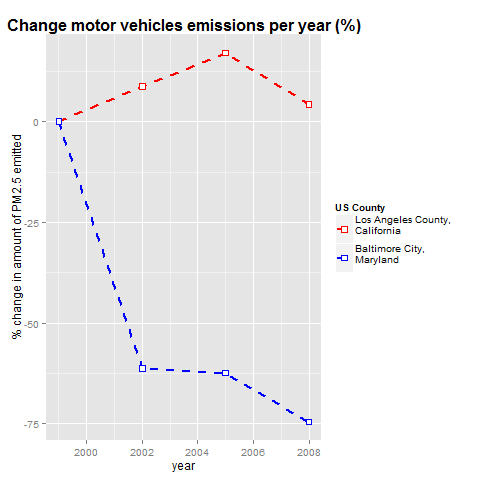 Change motor vehicles emissions per year (%)
% change in amount of PM2.5 emitted
0
-25
-50
-75
2000
2002
2004
2006
2008
year
US County
Los Angeles County,
California
Baltimore City,
Maryland